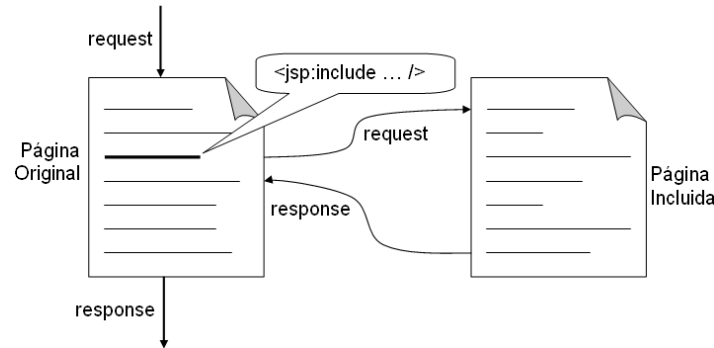 request
<jsp:include … />
request
Página
Original
Página
Incluida
response
response